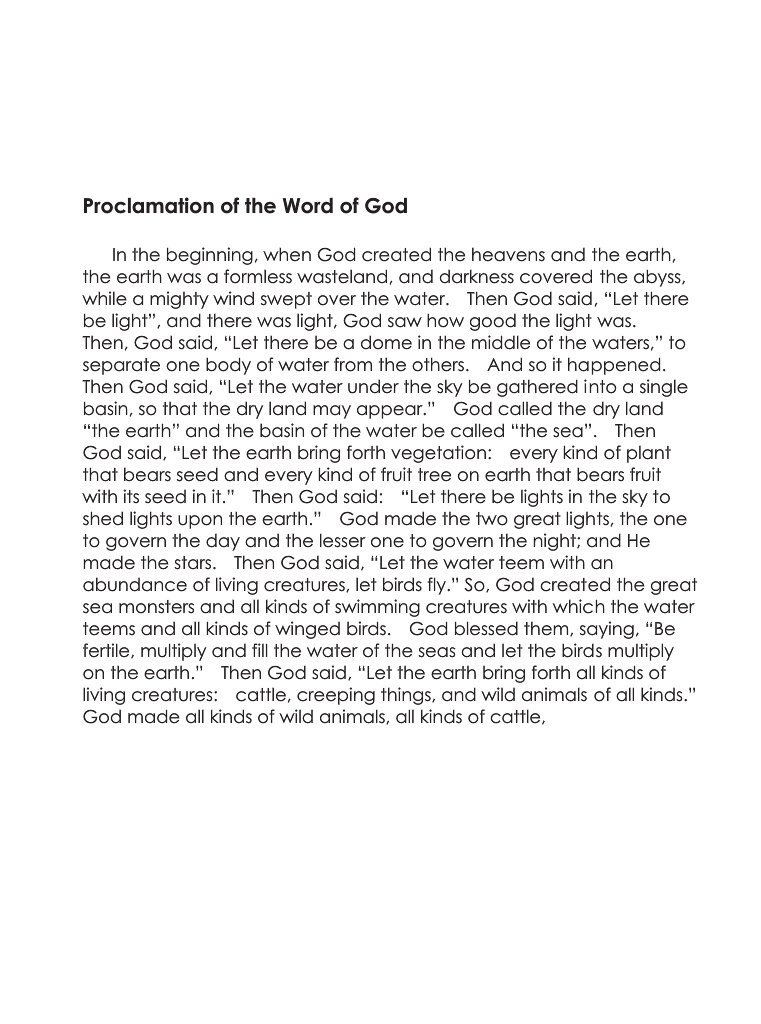 Proclamation of the Word of God
In the beginning, when God created the heavens and the earth,
the earth was a formless wasteland, and darkness covered the abyss,
while a mighty wind swept over the water.   Then God said, “Let there
be light”, and there was light, God saw how good the light was.
Then, God said, “Let there be a dome in the middle of the waters,” to
separate one body of water from the others.   And so it happened.
Then God said, “Let the water under the sky be gathered into a single
basin, so that the dry land may appear.”   God called the dry land
“the earth” and the basin of the water be called “the sea”.   Then
God said, “Let the earth bring forth vegetation:   every kind of plant
that bears seed and every kind of fruit tree on earth that bears fruit
with its seed in it.”   Then God said:   “Let there be lights in the sky to
shed lights upon the earth.”   God made the two great lights, the one
to govern the day and the lesser one to govern the night; and He
made the stars.   Then God said, “Let the water teem with an
abundance of living creatures, let birds fly.” So, God created the great
sea monsters and all kinds of swimming creatures with which the water
teems and all kinds of winged birds.   God blessed them, saying, “Be
fertile, multiply and fill the water of the seas and let the birds multiply
on the earth.”   Then God said, “Let the earth bring forth all kinds of
living creatures:   cattle, creeping things, and wild animals of all kinds.”
God made all kinds of wild animals, all kinds of cattle,